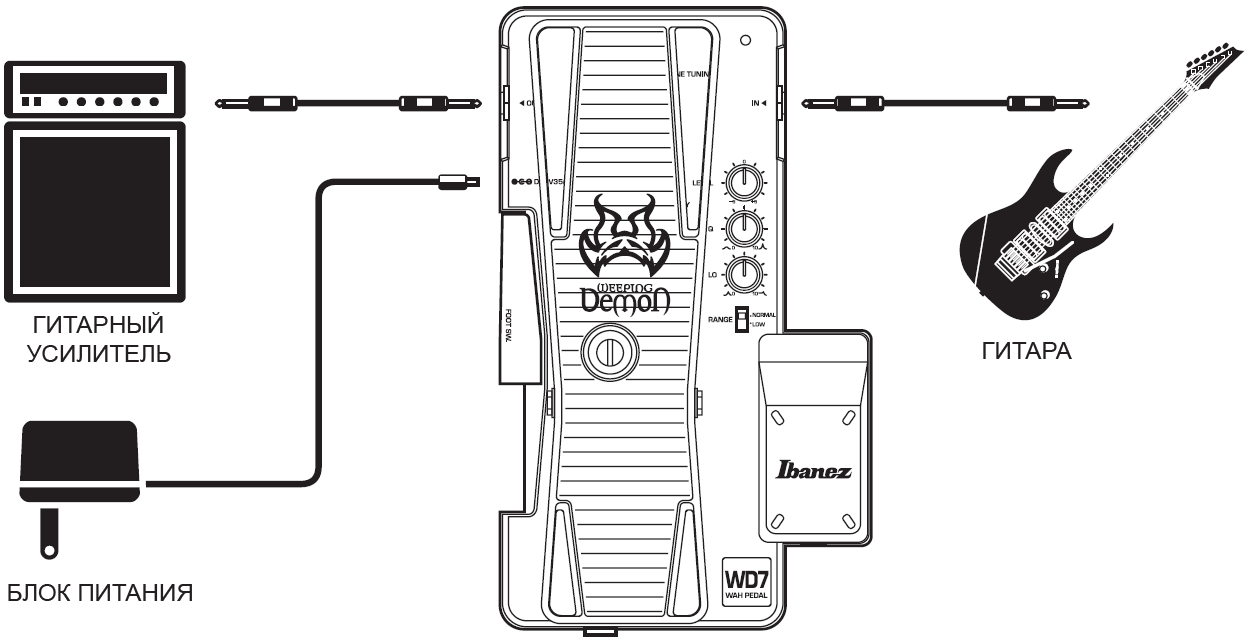 IN
LEVEL
Q
LO
RANGE
NORMAL
LOW
FOOT SW.
WEEPING
Demon
Ibanez
WD7
WAH PEDAL
ГИТАРНЫЙ
УСИЛИТЕЛЬ
ГИТАРА
БЛОК ПИТАНИЯ